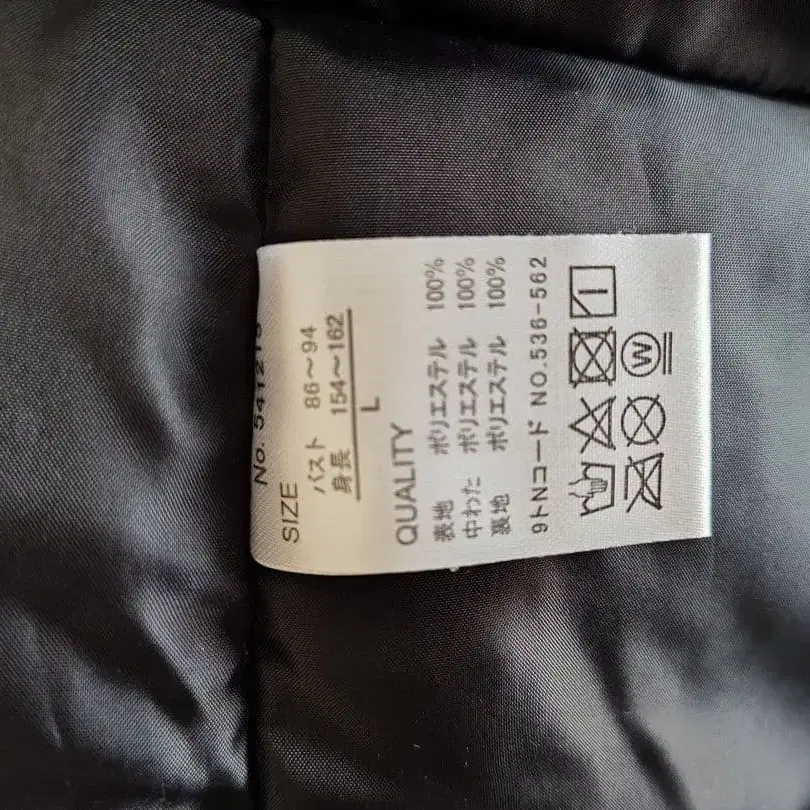 SIZE
バスト 86〜94
身長 154〜162
L
QUALITY
表地 ポリエステル 100%
中わた ポリエステル 100%
裏地 ポリエステル 100%
9トNコード NO.536-562
W